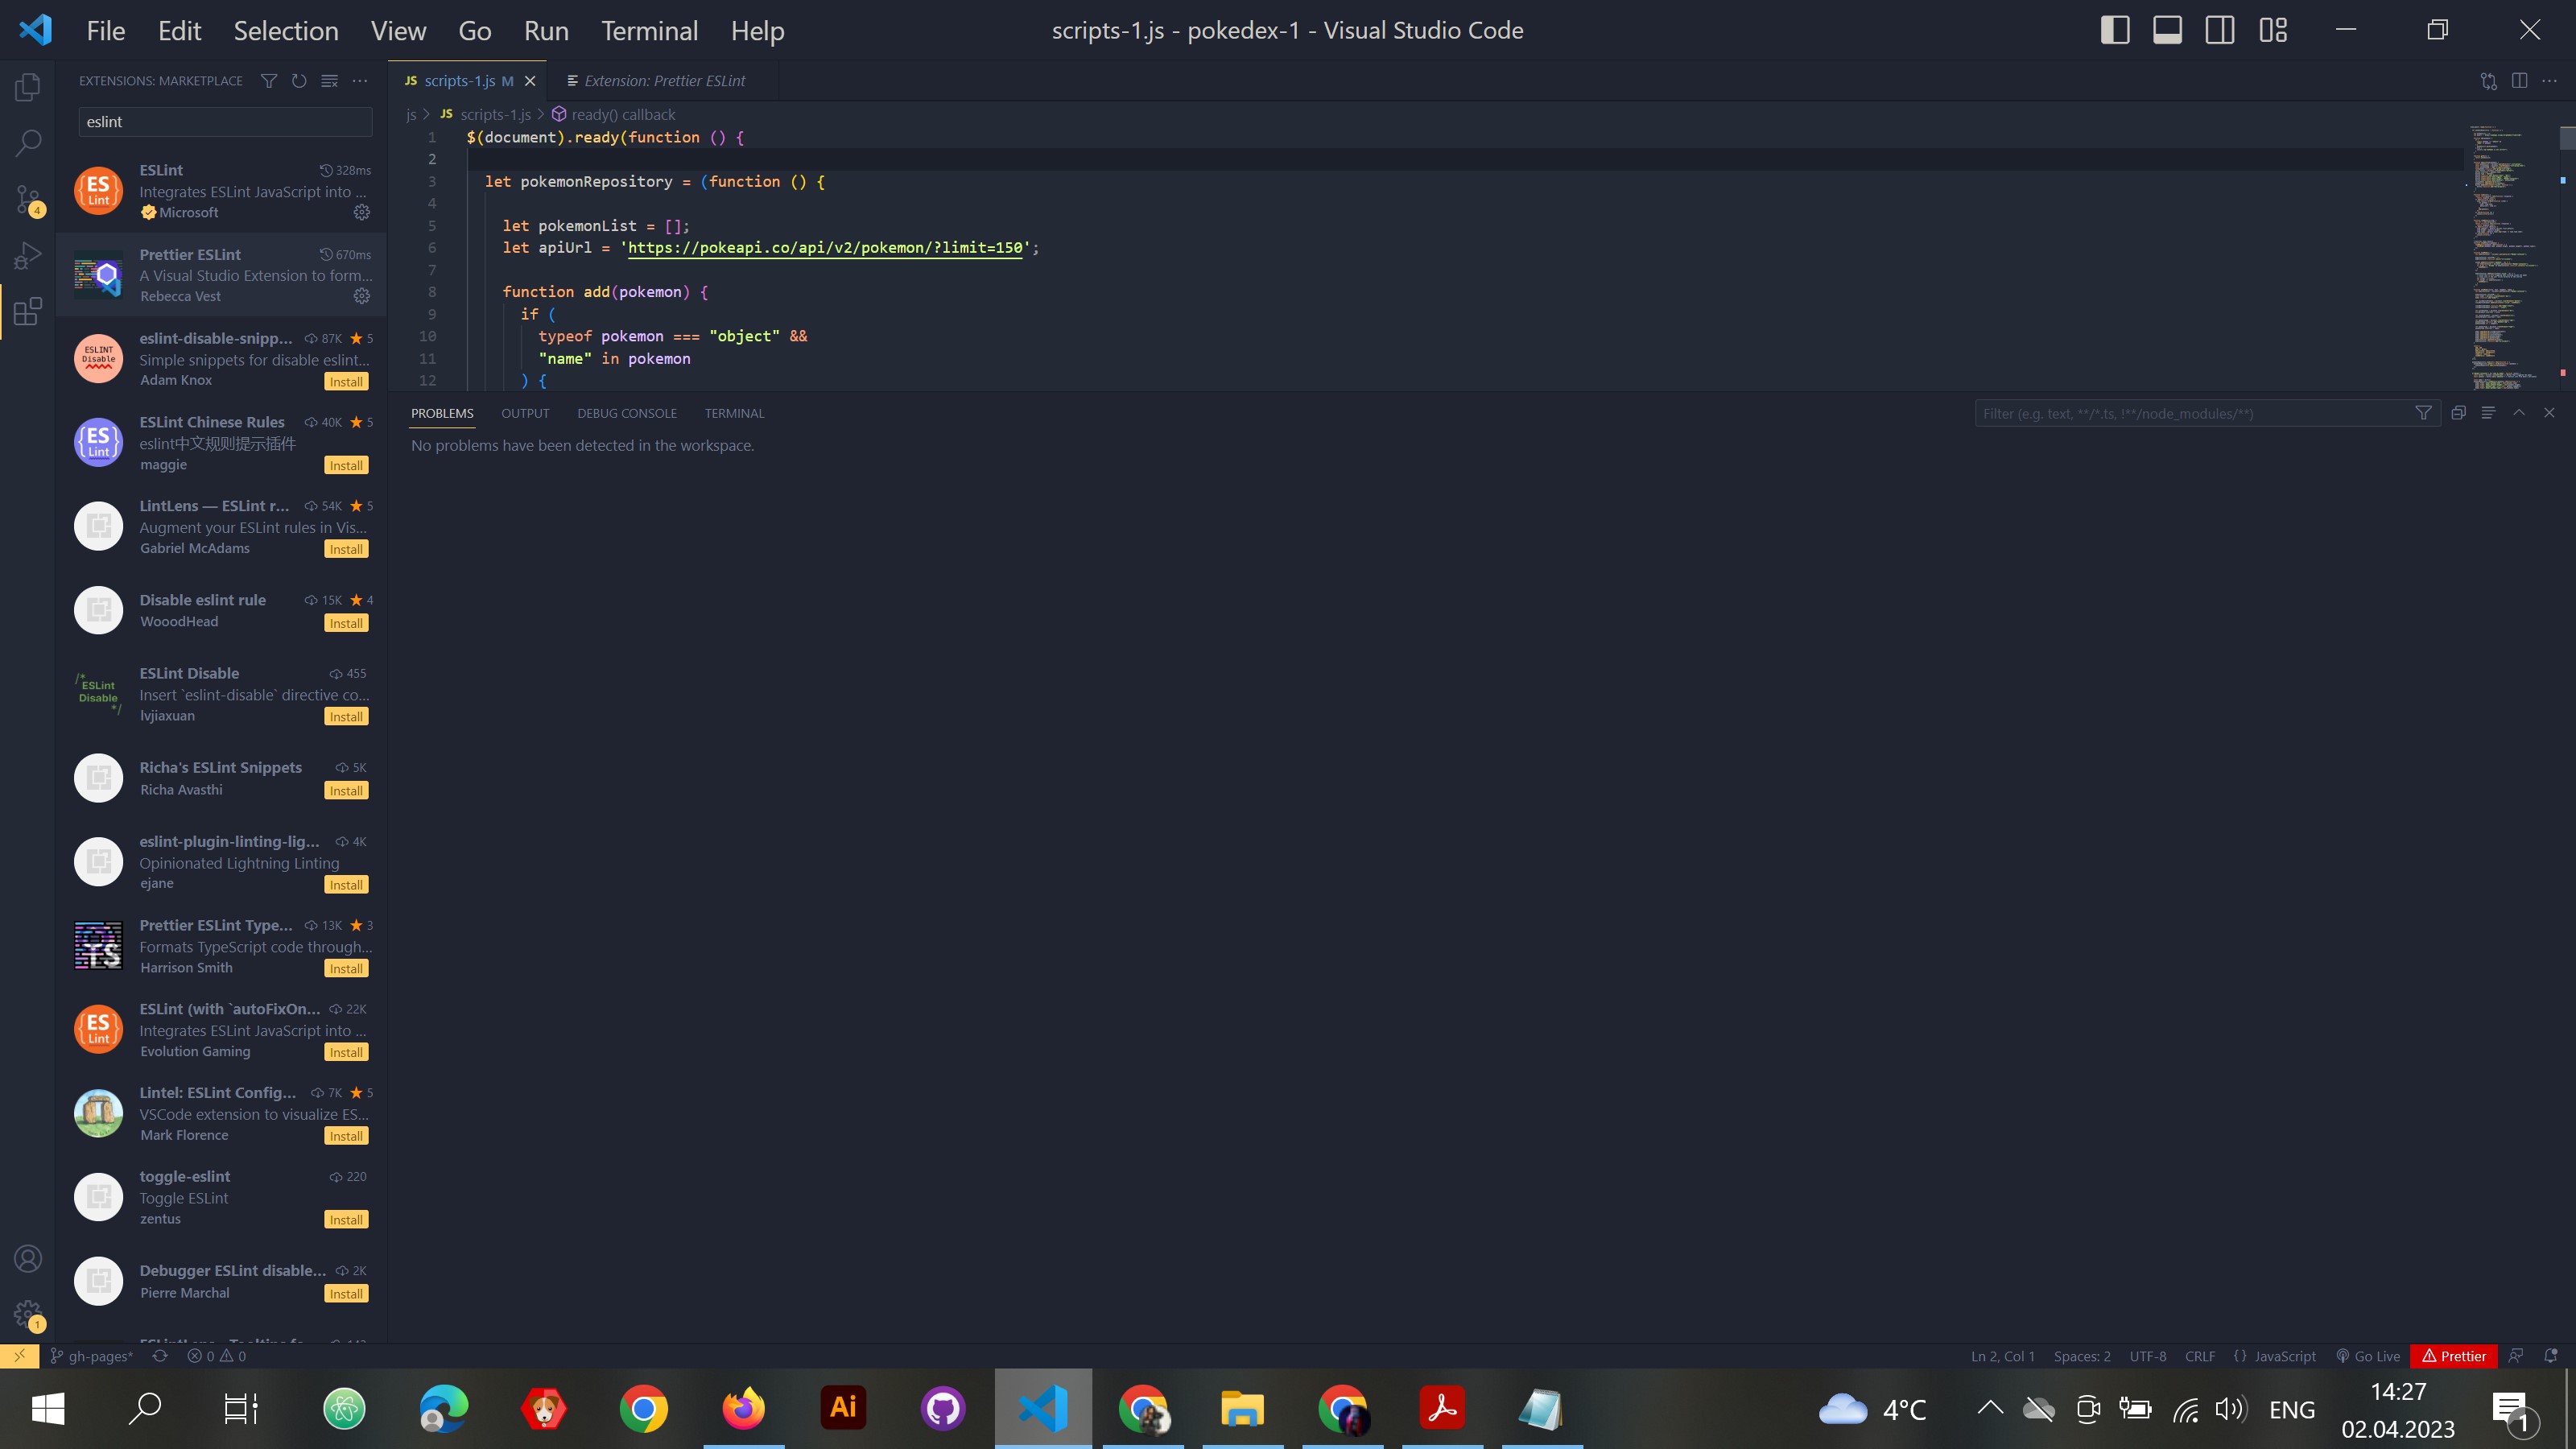 File Edit Selection View Go Run Terminal Help
scripts-1.js - pokedex-1 - Visual Studio Code
EXTENSIONS: MARKETPLACE
eslint
ESLint 328ms
Integrates ESLint JavaScript into ...
Microsoft
Prettier ESLint 670ms
A Visual Studio Extension to form...
Rebecca Vest
eslint-disable-snipp... 87K 5
Simple snippets for disable eslint...
Adam Knox Install
ESLint Chinese Rules 40K 5
eslint中文规则提示插件
maggie Install
LintLens — ESLint r... 54K 5
Augment your ESLint rules in Vis...
Gabriel McAdams Install
Disable eslint rule 15K 4
WooodHead Install
ESLint Disable 455
Insert `eslint-disable` directive co...
lvjiaxuan Install
Richa's ESLint Snippets 5K
Richa Avasthi Install
eslint-plugin-linting-lig... 4K
Opinionated Lightning Linting
ejane Install
Prettier ESLint Type... 13K 3
Formats TypeScript code through...
Harrison Smith Install
ESLint (with `autoFixOn... 22K
Integrates ESLint JavaScript into ...
Evolution Gaming Install
Lintel: ESLint Config... 7K 5
VSCode extension to visualize ES...
Mark Florence Install
toggle-eslint 220
Toggle ESLint
zentus Install
Debugger ESLint disable... 2K
Pierre Marchal Install
JS scripts-1.js M
Extension: Prettier ESLint
js > JS scripts-1.js > ready() callback
1 $(document).ready(function () {
2
3 let pokemonRepository = (function () {
4
5 let pokemonList = [];
6 let apiUrl = 'https://pokeapi.co/api/v2/pokemon/?limit=150';
7
8 function add(pokemon) {
9 if (
10 typeof pokemon === "object" &&
11 "name" in pokemon
12 ) {
PROBLEMS OUTPUT DEBUG CONSOLE TERMINAL
Filter (e.g. text, **/*.ts, !**/node_modules/**)
No problems have been detected in the workspace.
4
1
ESLint
Disable
/*
ESLint
Disable
*/
ES
Lint
TS
gh-pages* 0 0
Ln 2, Col 1 Spaces: 2 UTF-8 CRLF {} JavaScript Go Live Prettier
Ai
4°C ENG
14:27
02.04.2023
1